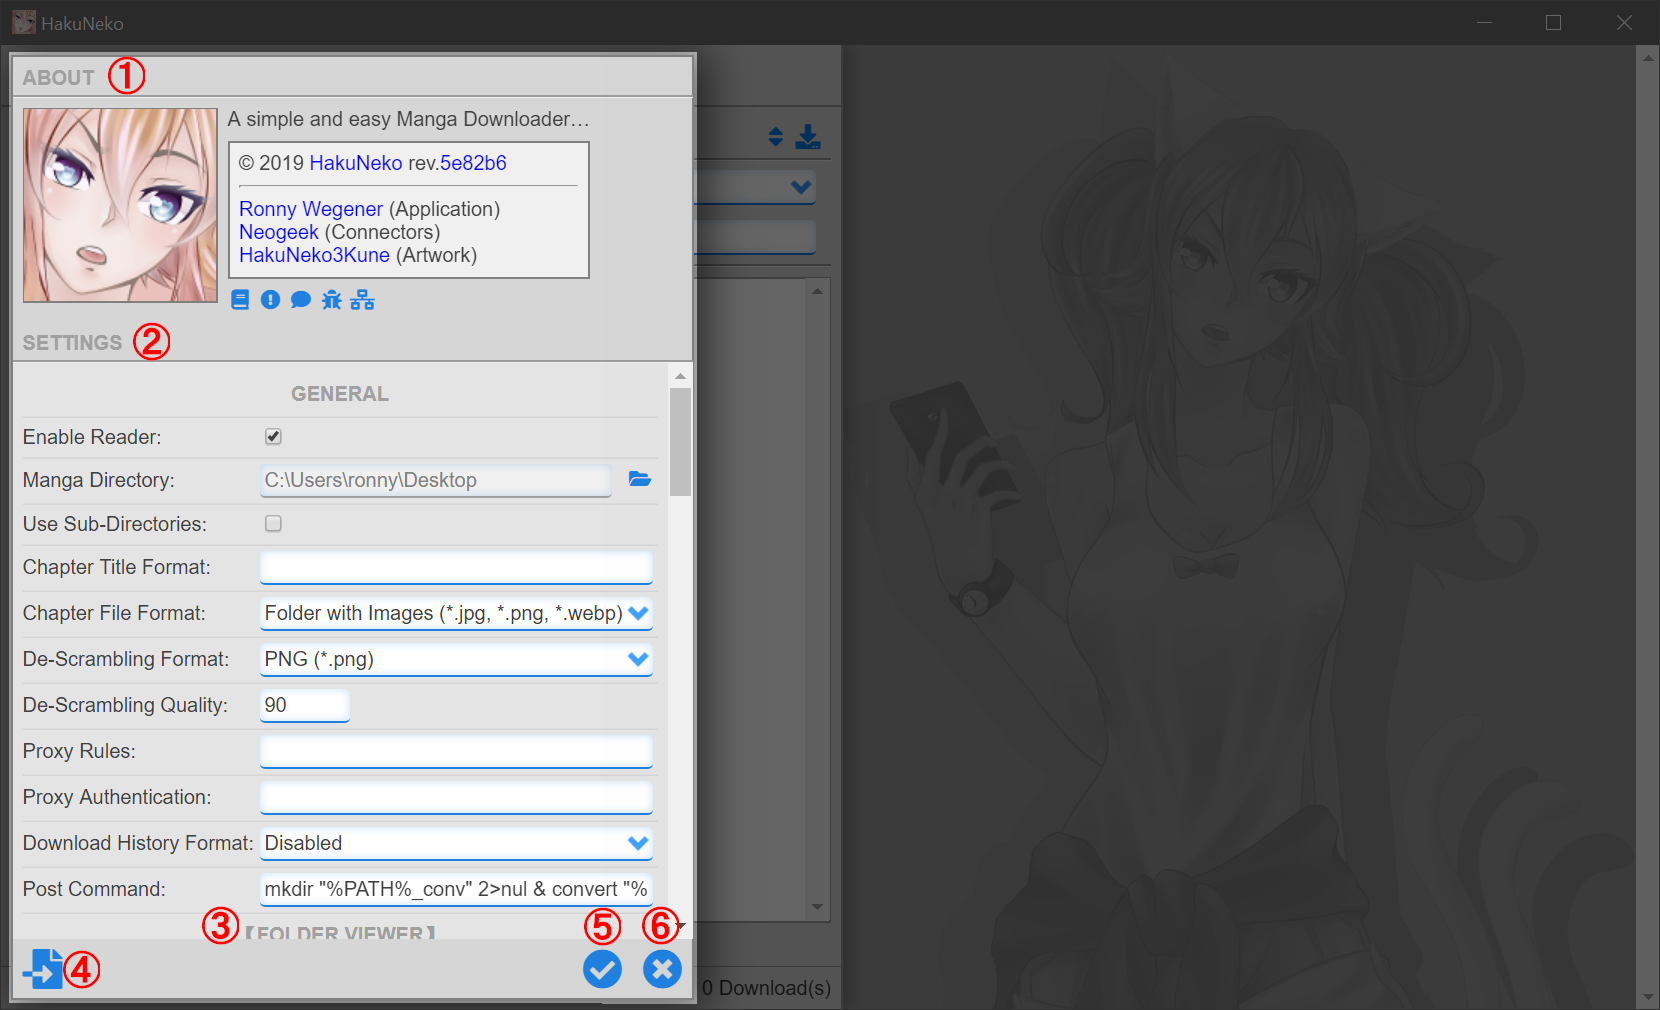 HakuNeko
ABOUT ①
A simple and easy Manga Downloader…
© 2019 HakuNeko rev.5e82b6
Ronny Wegener (Application)
Neogeek (Connectors)
HakuNeko3Kune (Artwork)
SETTINGS ②
GENERAL
Enable Reader:
Manga Directory: C:\Users\ronny\Desktop
Use Sub-Directories:
Chapter Title Format:
Chapter File Format: Folder with Images (*.jpg, *.png, *.webp)
De-Scrambling Format: PNG (*.png)
De-Scrambling Quality: 90
Proxy Rules:
Proxy Authentication:
Download History Format: Disabled
Post Command: mkdir "%PATH%_conv" 2>nul & convert "%
③ 【FOLDER VIEWER】 ⑤ ⑥
④
0 Download(s)